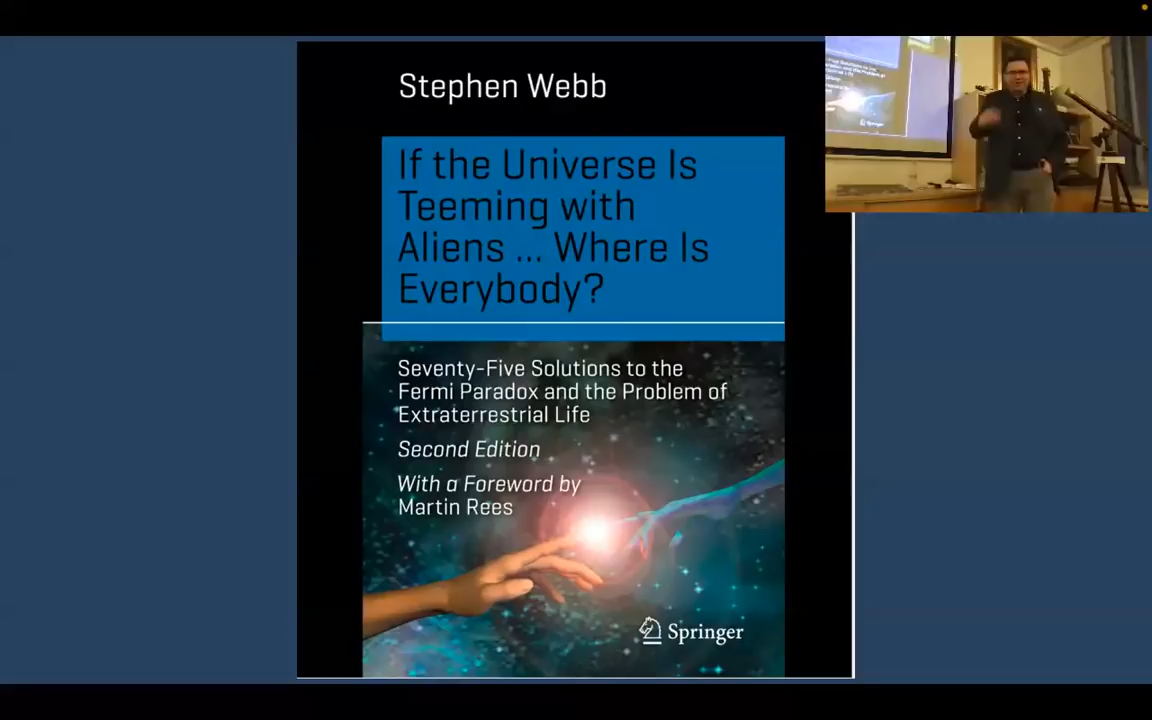 Stephen Webb
If the Universe Is
Teeming with
Aliens ... Where Is
Everybody?
Seventy-Five Solutions to the
Fermi Paradox and the Problem of
Extraterrestrial Life
Second Edition
With a Foreword by
Martin Rees
Springer